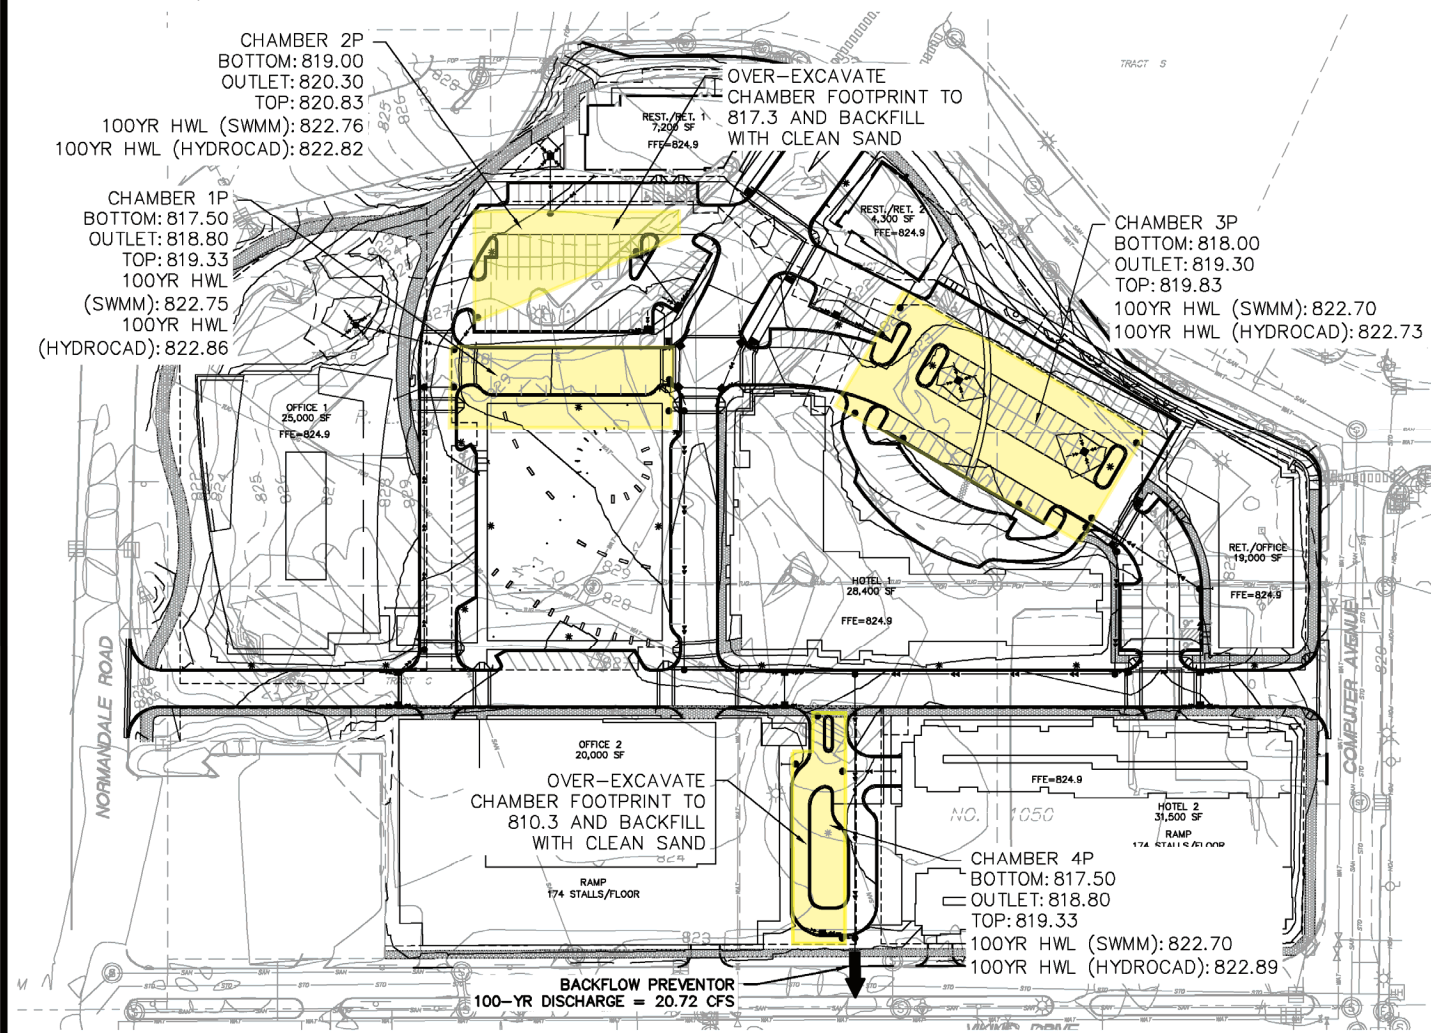 CHAMBER 2P
BOTTOM: 819.00
OUTLET: 820.30
TOP: 820.83
100YR HWL (SWMM): 822.76
100YR HWL (HYDROCAD): 822.82
OVER-EXCAVATE
CHAMBER FOOTPRINT TO
817.3 AND BACKFILL
WITH CLEAN SAND
TRACT S
REST./RET. 1
7,200 SF
FFE=824.9
CHAMBER 1P
BOTTOM: 817.50
OUTLET: 818.80
TOP: 819.33
100YR HWL
(SWMM): 822.75
100YR HWL
(HYDROCAD): 822.86
REST./RET. 2
4,300 SF
FFE=824.9
CHAMBER 3P
BOTTOM: 818.00
OUTLET: 819.30
TOP: 819.83
100YR HWL (SWMM): 822.70
100YR HWL (HYDROCAD): 822.73
OFFICE 1
25,000 SF
FFE=824.9
HOTEL 1
28,400 SF
FFE=824.9
RET./OFFICE
19,000 SF
FFE=824.9
NORMANDALE ROAD
COMPUTER AVENUE
OFFICE 2
20,000 SF
OVER-EXCAVATE
CHAMBER FOOTPRINT TO
810.3 AND BACKFILL
WITH CLEAN SAND
824
RAMP
174 STALLS/FLOOR
FFE=824.9
HOTEL 2
31,500 SF
RAMP
174 STALLS/FLOOR
NO. 1050
CHAMBER 4P
BOTTOM: 817.50
OUTLET: 818.80
TOP: 819.33
100YR HWL (SWMM): 822.70
100YR HWL (HYDROCAD): 822.89
823
BACKFLOW PREVENTOR
100-YR DISCHARGE = 20.72 CFS
VIKING DRIVE